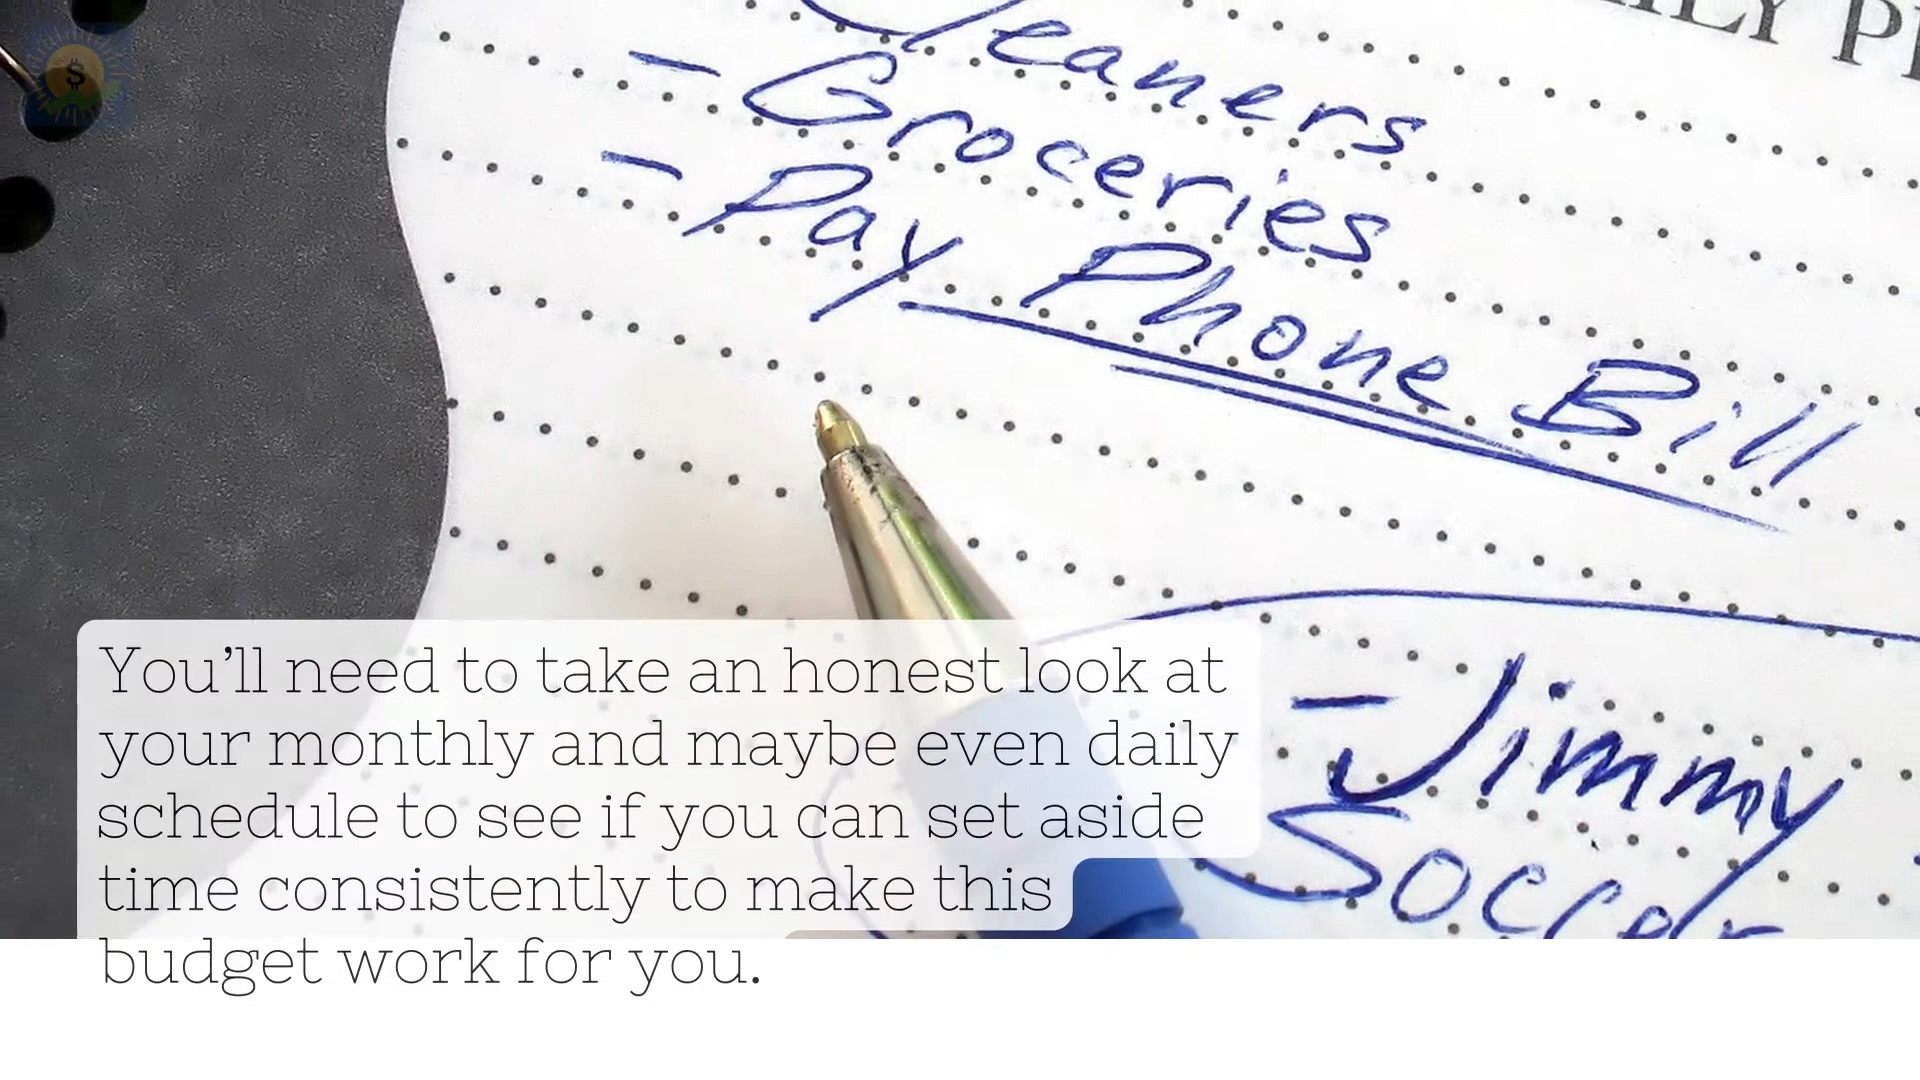 Cleaners
- Groceries
- Pay Phone Bill
- Jimmy
Soccer
$
You’ll need to take an honest look at
your monthly and maybe even daily
schedule to see if you can set aside
time consistently to make this
budget work for you.